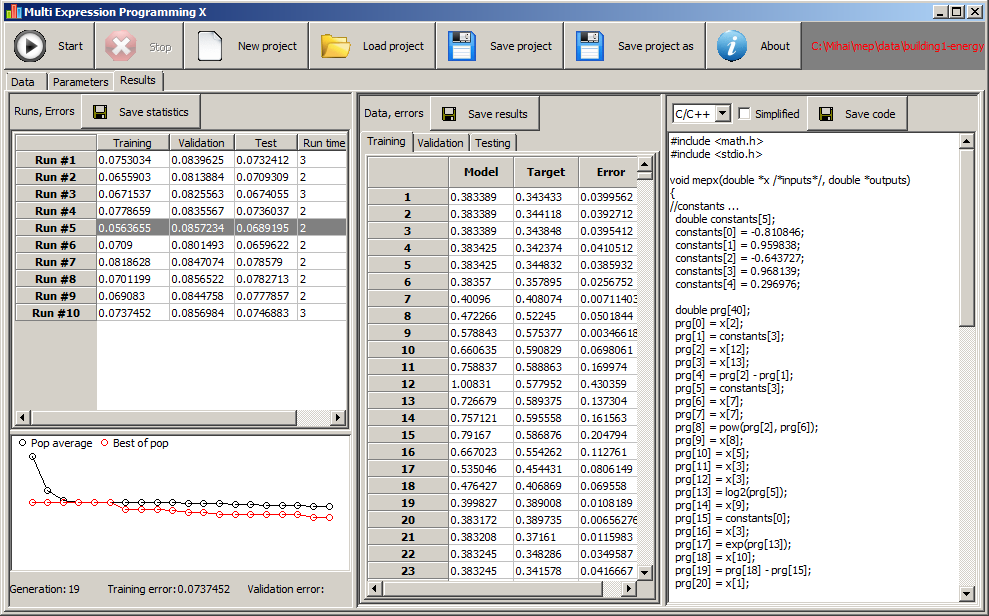 Multi Expression Programming X
Start
Stop
New project
Load project
Save project
Save project as
About
C:\Mihai\mep\data\building1-energy
Data Parameters Results
Runs, Errors Save statistics
Training Validation Test Run time
Run #1 0.0753034 0.0839625 0.0732412 3
Run #2 0.0655903 0.0813884 0.0709309 2
Run #3 0.0671537 0.0825563 0.0674055 3
Run #4 0.0778659 0.0835567 0.0736037 2
Run #5 0.0563655 0.0857234 0.0689195 2
Run #6 0.0709 0.0801493 0.0659622 2
Run #7 0.0818628 0.0847074 0.078579 2
Run #8 0.0701199 0.0856522 0.0782713 2
Run #9 0.069083 0.0844758 0.0777857 2
Run #10 0.0737452 0.0856984 0.0746883 3
Pop average Best of pop
Generation: 19 Training error: 0.0737452 Validation error:
Data, errors Save results
Training Validation Testing
Model Target Error
1 0.383389 0.343433 0.0399562
2 0.383389 0.344118 0.0392712
3 0.383389 0.343848 0.0395412
4 0.383425 0.342374 0.0410512
5 0.383425 0.344832 0.0385932
6 0.38357 0.357895 0.0256752
7 0.40096 0.408074 0.00711403
8 0.472266 0.52245 0.0501844
9 0.578843 0.575377 0.00346618
10 0.660635 0.590829 0.0698061
11 0.758837 0.588863 0.169974
12 1.00831 0.577952 0.430359
13 0.726679 0.589375 0.137304
14 0.757121 0.595558 0.161563
15 0.79167 0.586876 0.204794
16 0.667023 0.554262 0.112761
17 0.535046 0.454431 0.0806149
18 0.476427 0.406869 0.069558
19 0.399827 0.389008 0.0108189
20 0.383172 0.389735 0.00656276
21 0.383208 0.37161 0.0115983
22 0.383245 0.348286 0.0349587
23 0.383245 0.341578 0.0416667
C/C++ Simplified Save code
#include <math.h>
#include <stdio.h>
void mepx(double *x /*inputs*/, double *outputs)
{
//constants ...
double constants[5];
constants[0] = -0.810846;
constants[1] = 0.959838;
constants[2] = -0.643727;
constants[3] = 0.968139;
constants[4] = 0.296976;
double prg[40];
prg[0] = x[2];
prg[1] = constants[3];
prg[2] = x[12];
prg[3] = x[13];
prg[4] = prg[2] - prg[1];
prg[5] = constants[3];
prg[6] = x[7];
prg[7] = x[7];
prg[8] = pow(prg[2], prg[6]);
prg[9] = x[8];
prg[10] = x[5];
prg[11] = x[3];
prg[12] = x[3];
prg[13] = log2(prg[5]);
prg[14] = x[9];
prg[15] = constants[0];
prg[16] = x[3];
prg[17] = exp(prg[13]);
prg[18] = x[10];
prg[19] = prg[18] - prg[15];
prg[20] = x[1];